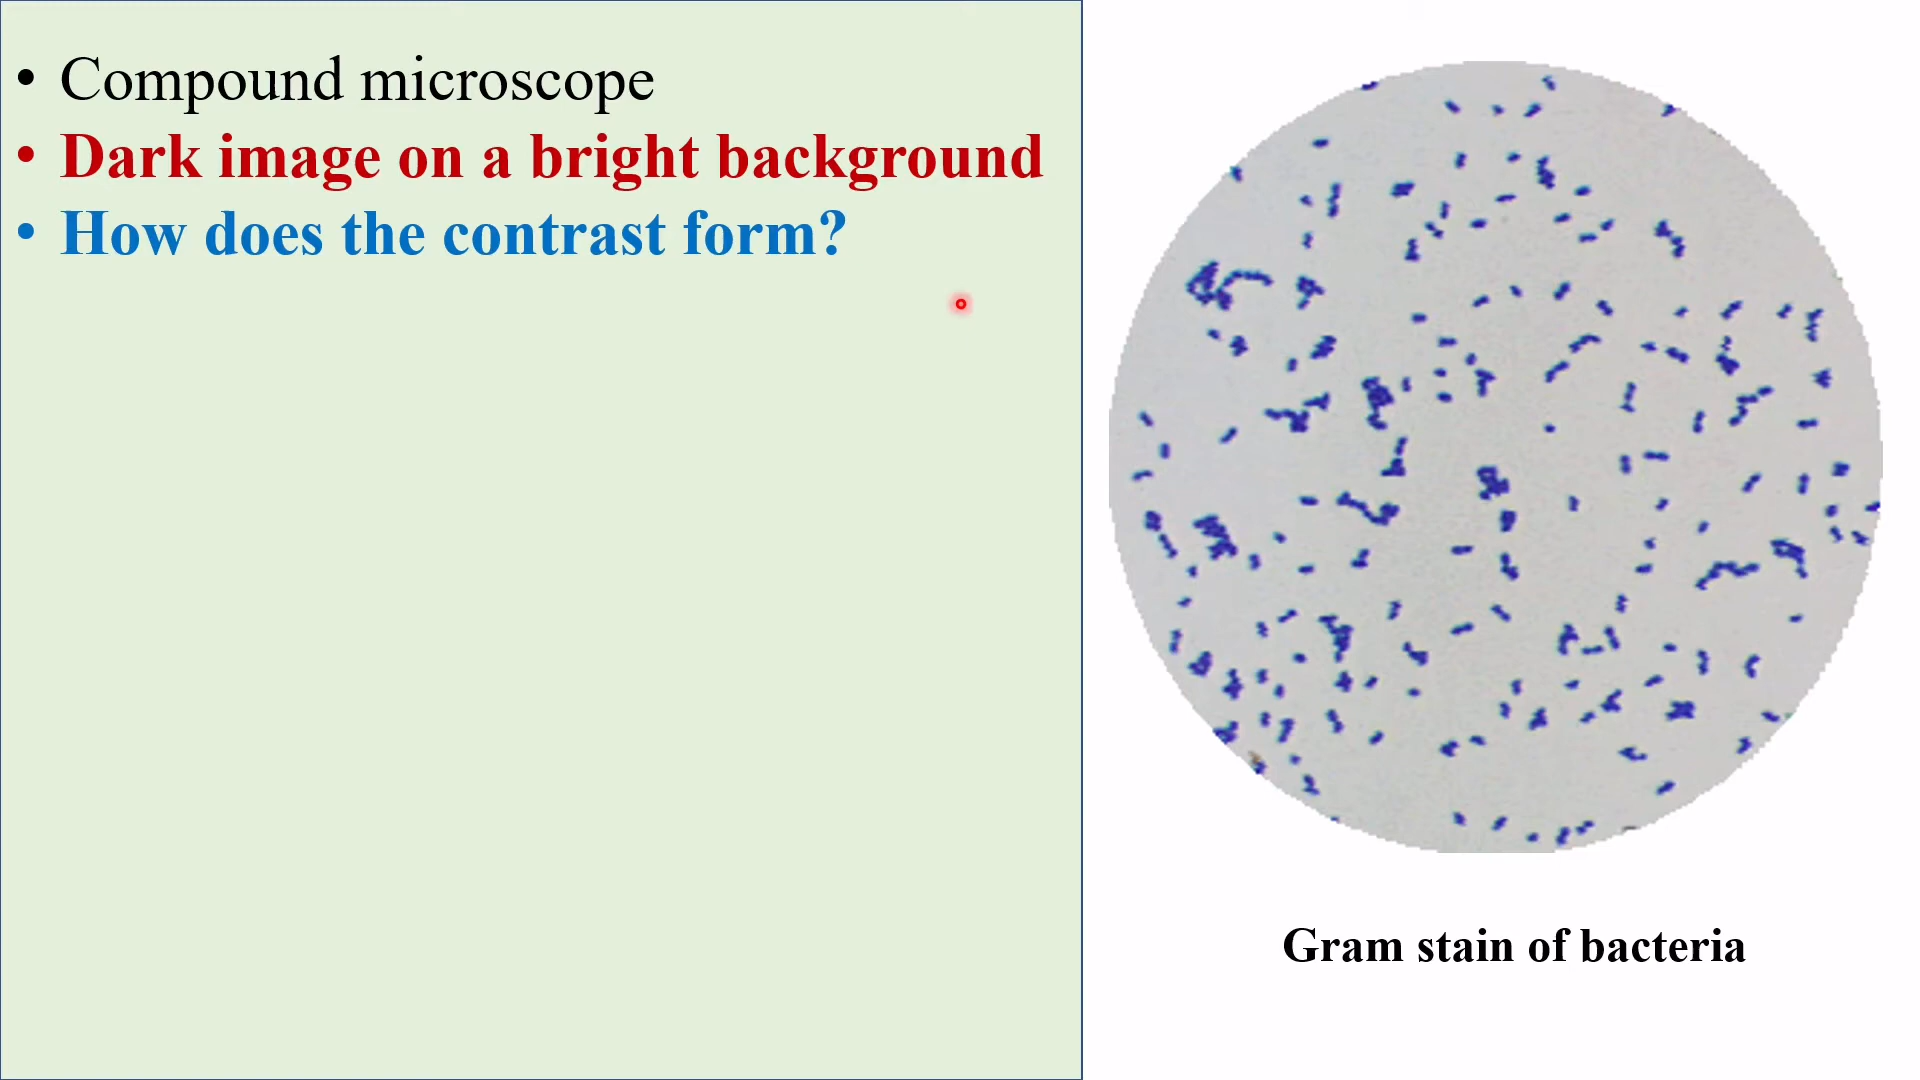 • Compound microscope
• Dark image on a bright background
• How does the contrast form?
Gram stain of bacteria